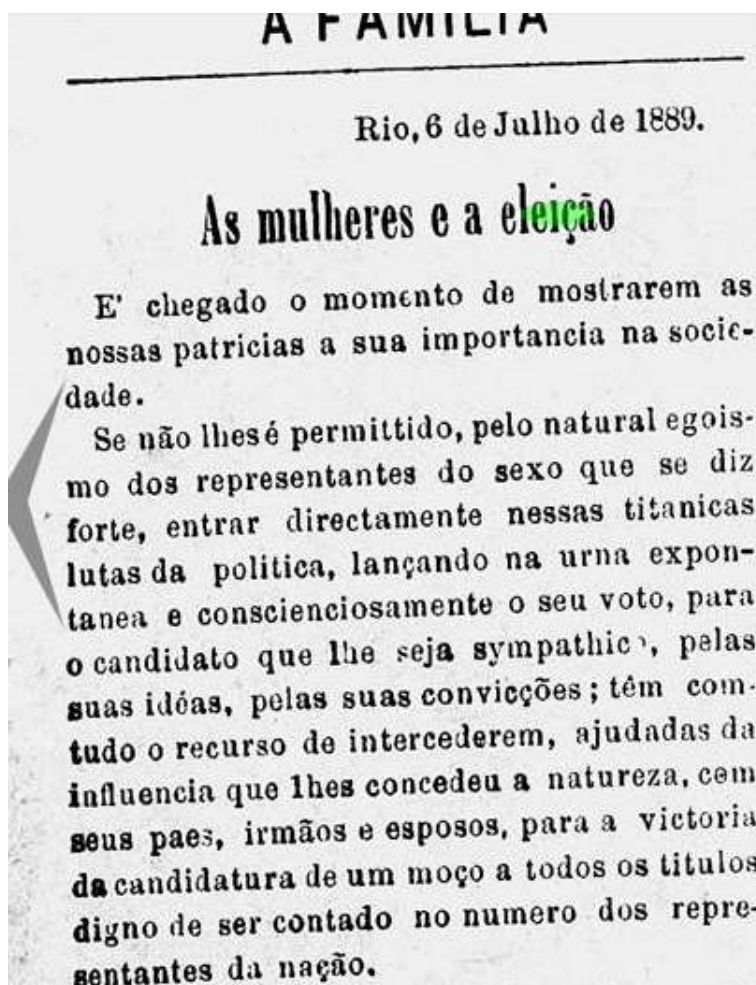 A FAMILIA
Rio, 6 de Julho de 1889.
As mulheres e a eleição
E' chegado o momento de mostrarem as
nossas patricias a sua importancia na socie-
dade.
Se não lhes é permittido, pelo natural egois-
mo dos representantes do sexo que se diz
forte, entrar directamente nessas titanicas
lutas da politica, lançando na urna expon-
tanea e conscienciosamente o seu voto, para
o candidato que lhe seja sympathico, pelas
suas idéas, pelas suas convicções; têm com-
tudo o recurso de intercederem, ajudadas da
influencia que lhes concedeu a natureza, com
seus paes, irmãos e esposos, para a victoria
da candidatura de um moço a todos os titulos
digno de ser contado no numero dos repre-
sentantes da nação.